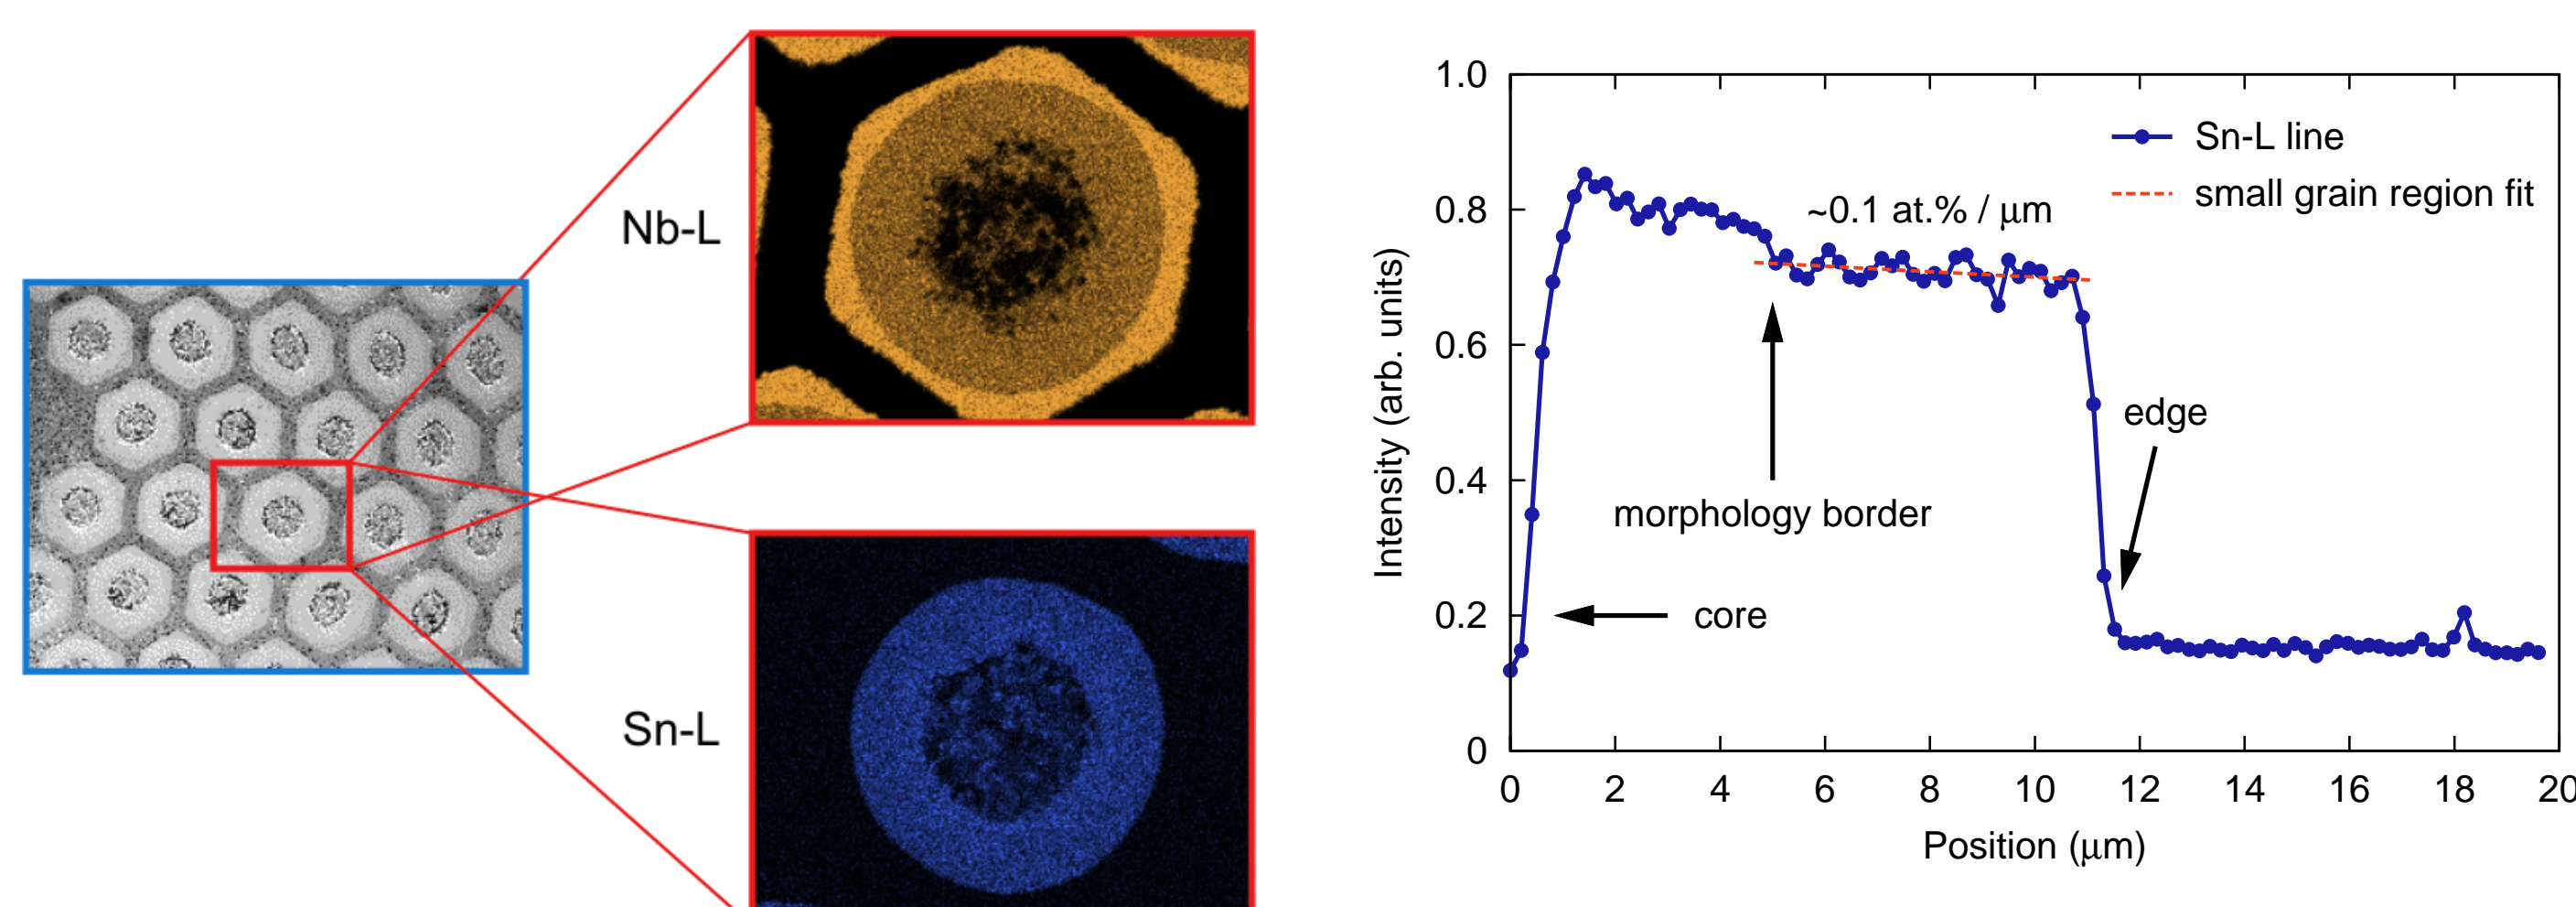 Nb-L
Sn-L
1.0
0.8
0.6
0.4
0.2
0
0 2 4 6 8 10 12 14 16 18 20
Intensity (arb. units)
Position (μm)
Sn-L line
small grain region fit
~0.1 at.% / μm
morphology border
edge
core